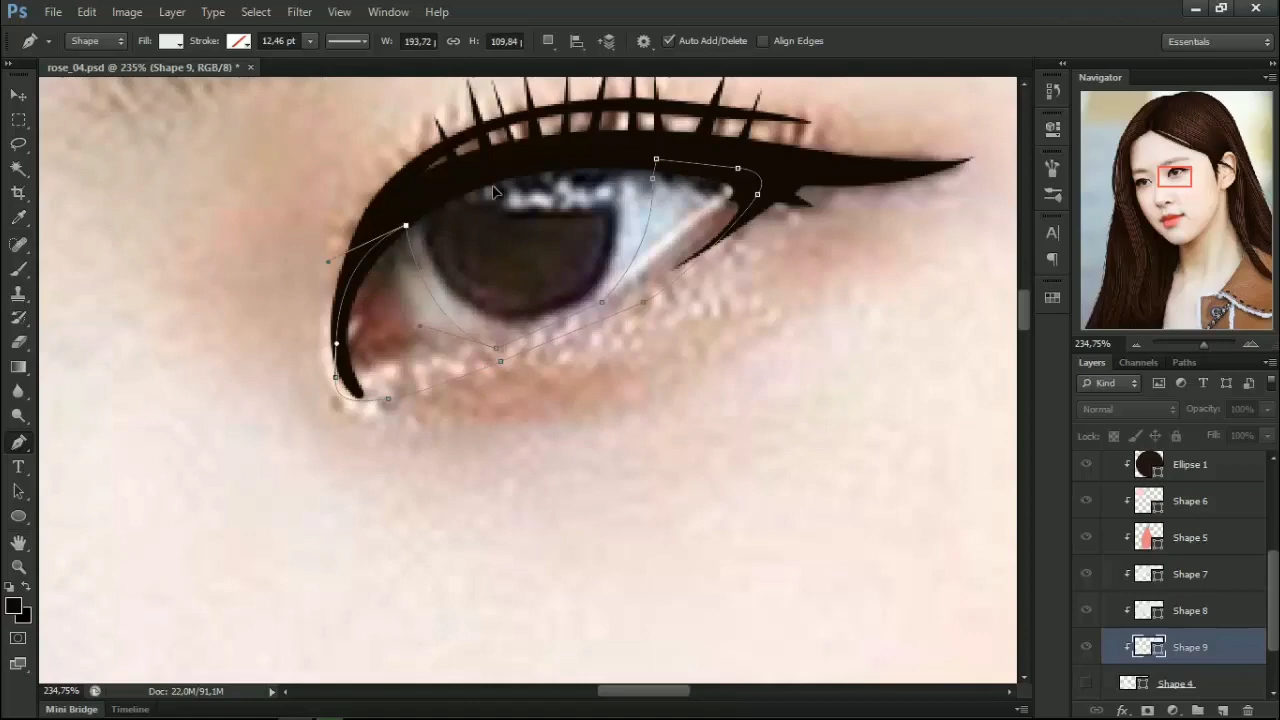 Ps File Edit Image Layer Type Select Filter View Window Help
Shape Fill: Stroke: 12,46 pt W: 193,72 H: 109,84 Auto Add/Delete Align Edges Essentials
rose_04.psd @ 235% (Shape 9, RGB/8) * ×
Navigator
234,75%
Layers Channels Paths
Kind
Normal Opacity: 100%
Lock: Fill: 100%
Ellipse 1
Shape 6
Shape 5
Shape 7
Shape 8
Shape 9
Shape 4
234,75% Doc: 22,0M/91,1M
Mini Bridge Timeline